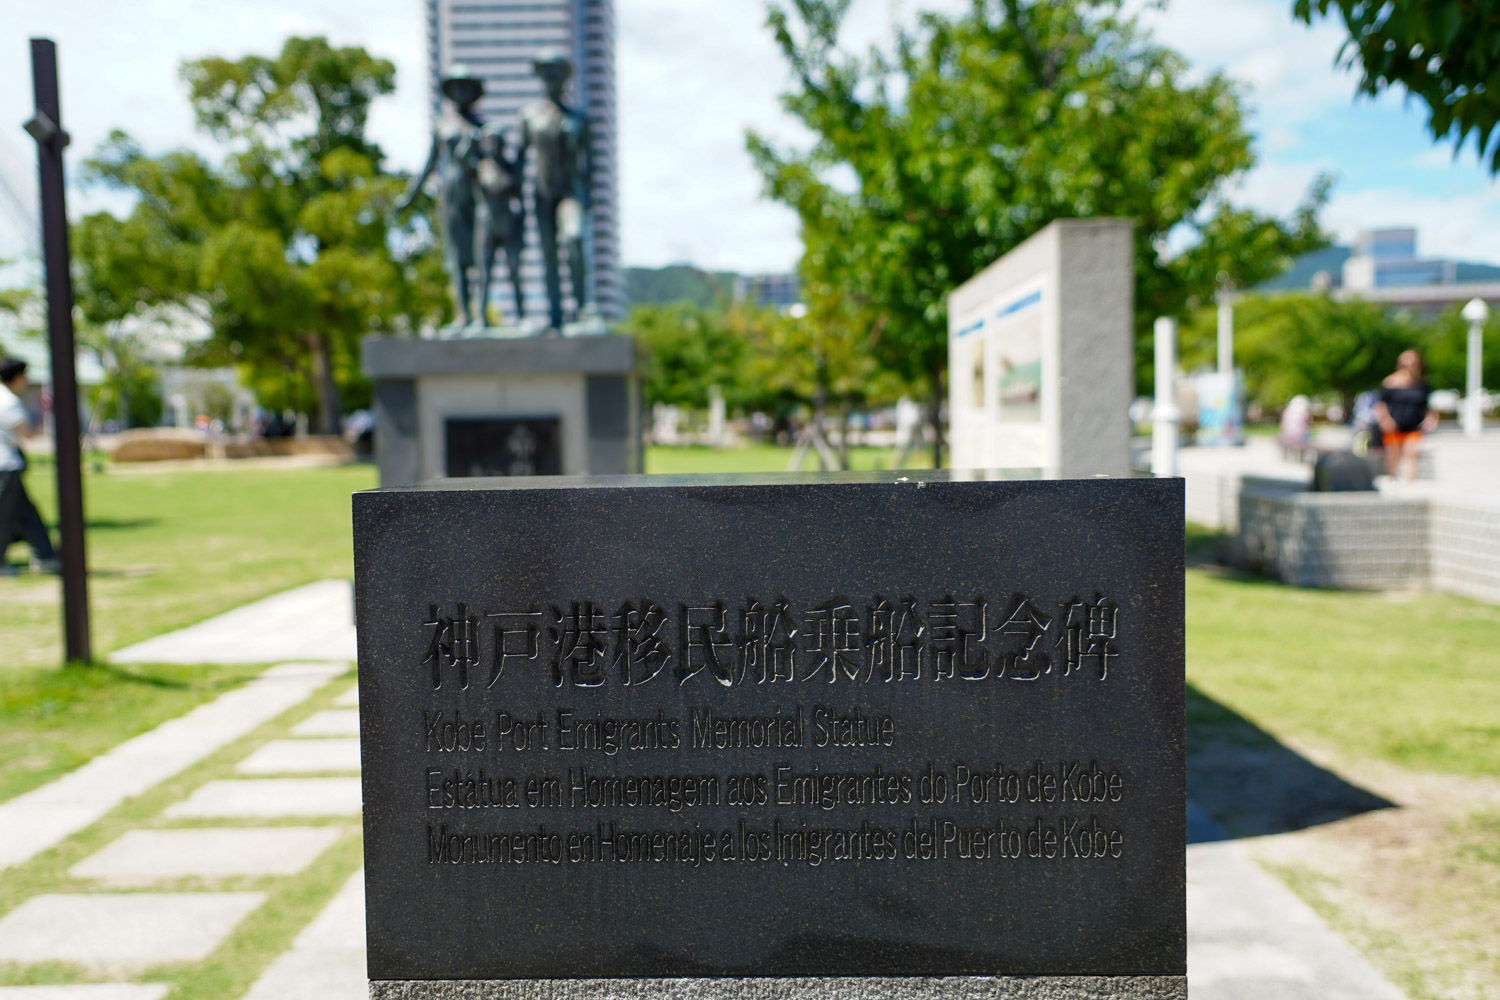 神戸港移民船乗船記念碑
Kobe Port Emigrants Memorial Statue
Estátua em Homenagem aos Emigrantes do Porto de Kobe
Monumento en Homenaje a los Imigrantes del Puerto de Kobe